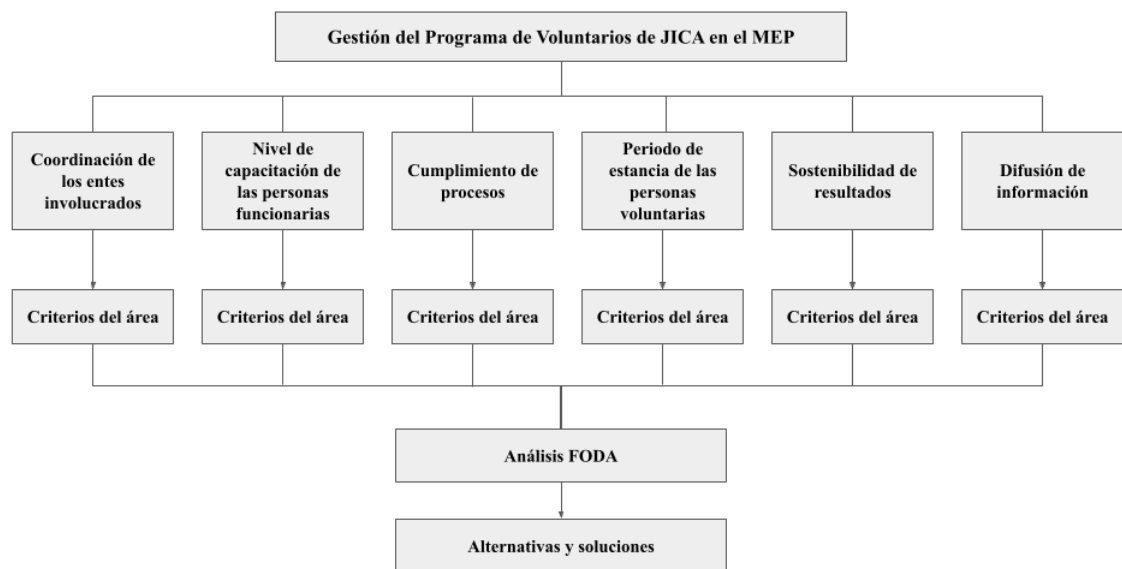 Gestión del Programa de Voluntarios de JICA en el MEP
Coordinación de
los entes
involucrados
Nivel de
capacitación de
las personas
funcionarias
Cumplimiento de
procesos
Periodo de
estancia de las
personas
voluntarias
Sostenibilidad de
resultados
Difusión de
información
Criterios del área
Criterios del área
Criterios del área
Criterios del área
Criterios del área
Criterios del área
Análisis FODA
Alternativas y soluciones